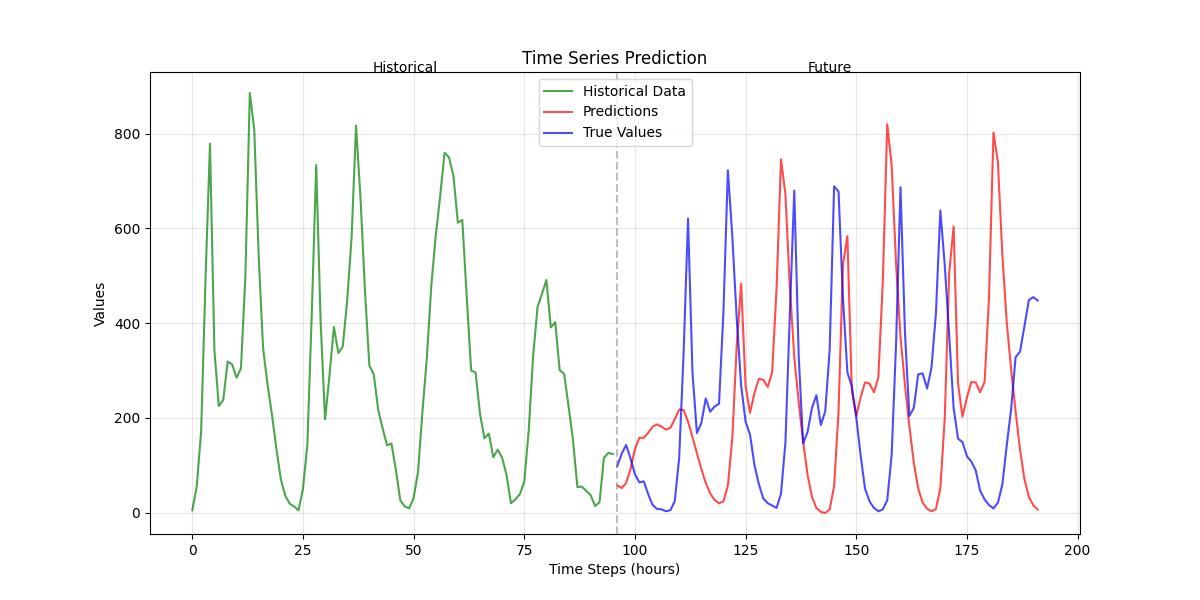 Time Series Prediction
Historical
Future
Historical Data
Predictions
True Values
Values
800
600
400
200
0
0
25
50
75
100
125
150
175
200
Time Steps (hours)